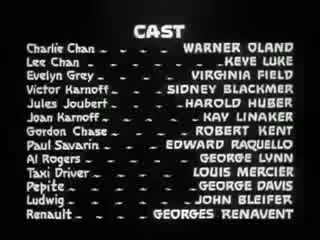 CAST
Charlie Chan - - - - WARNER OLAND
Lee Chan - - - - - KEYE LUKE
Evelyn Grey - - - - VIRGINIA FIELD
Victor Karnoff - - - SIDNEY BLACKMER
Jules Joubert - - - - HAROLD HUBER
Joan Karnoff - - - - KAY LINAKER
Gordon Chase - - - - ROBERT KENT
Paul Savarin - - - EDWARD RAQUELLO
Al Rogers - - - - GEORGE LYNN
Taxi Driver - - - - LOUIS MERCIER
Pepite - - - - - GEORGE DAVIS
Ludwig - - - - - JOHN BLEIFER
Renault - - - GEORGES RENAVENT